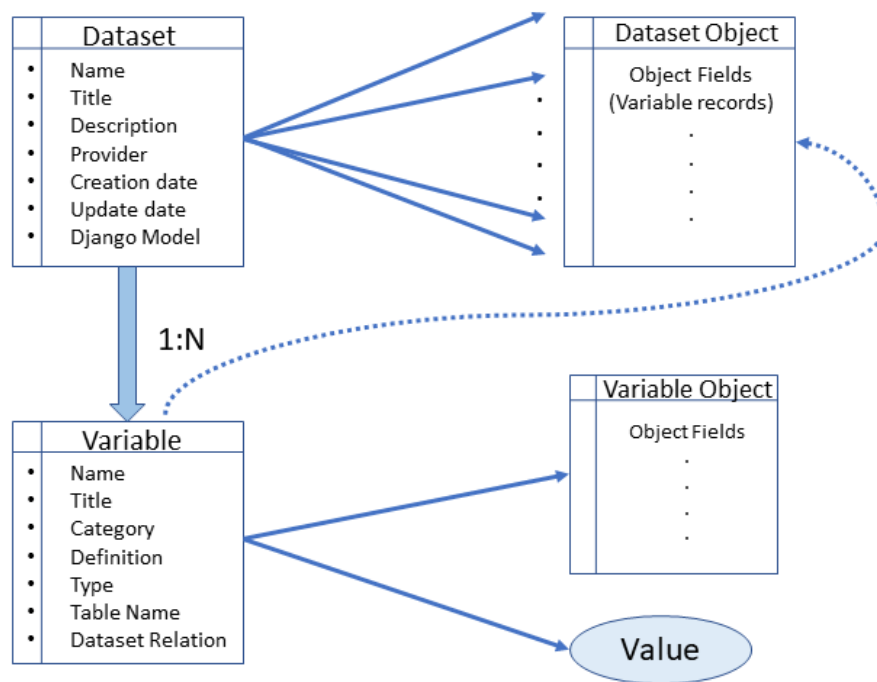 Dataset
• Name
• Title
• Description
• Provider
• Creation date
• Update date
• Django Model
Dataset Object
Object Fields
(Variable records)
.
.
.
.
.
.
.
.
1:N
Variable
• Name
• Title
• Category
• Definition
• Type
• Table Name
• Dataset Relation
Variable Object
Object Fields
.
.
.
.
Value